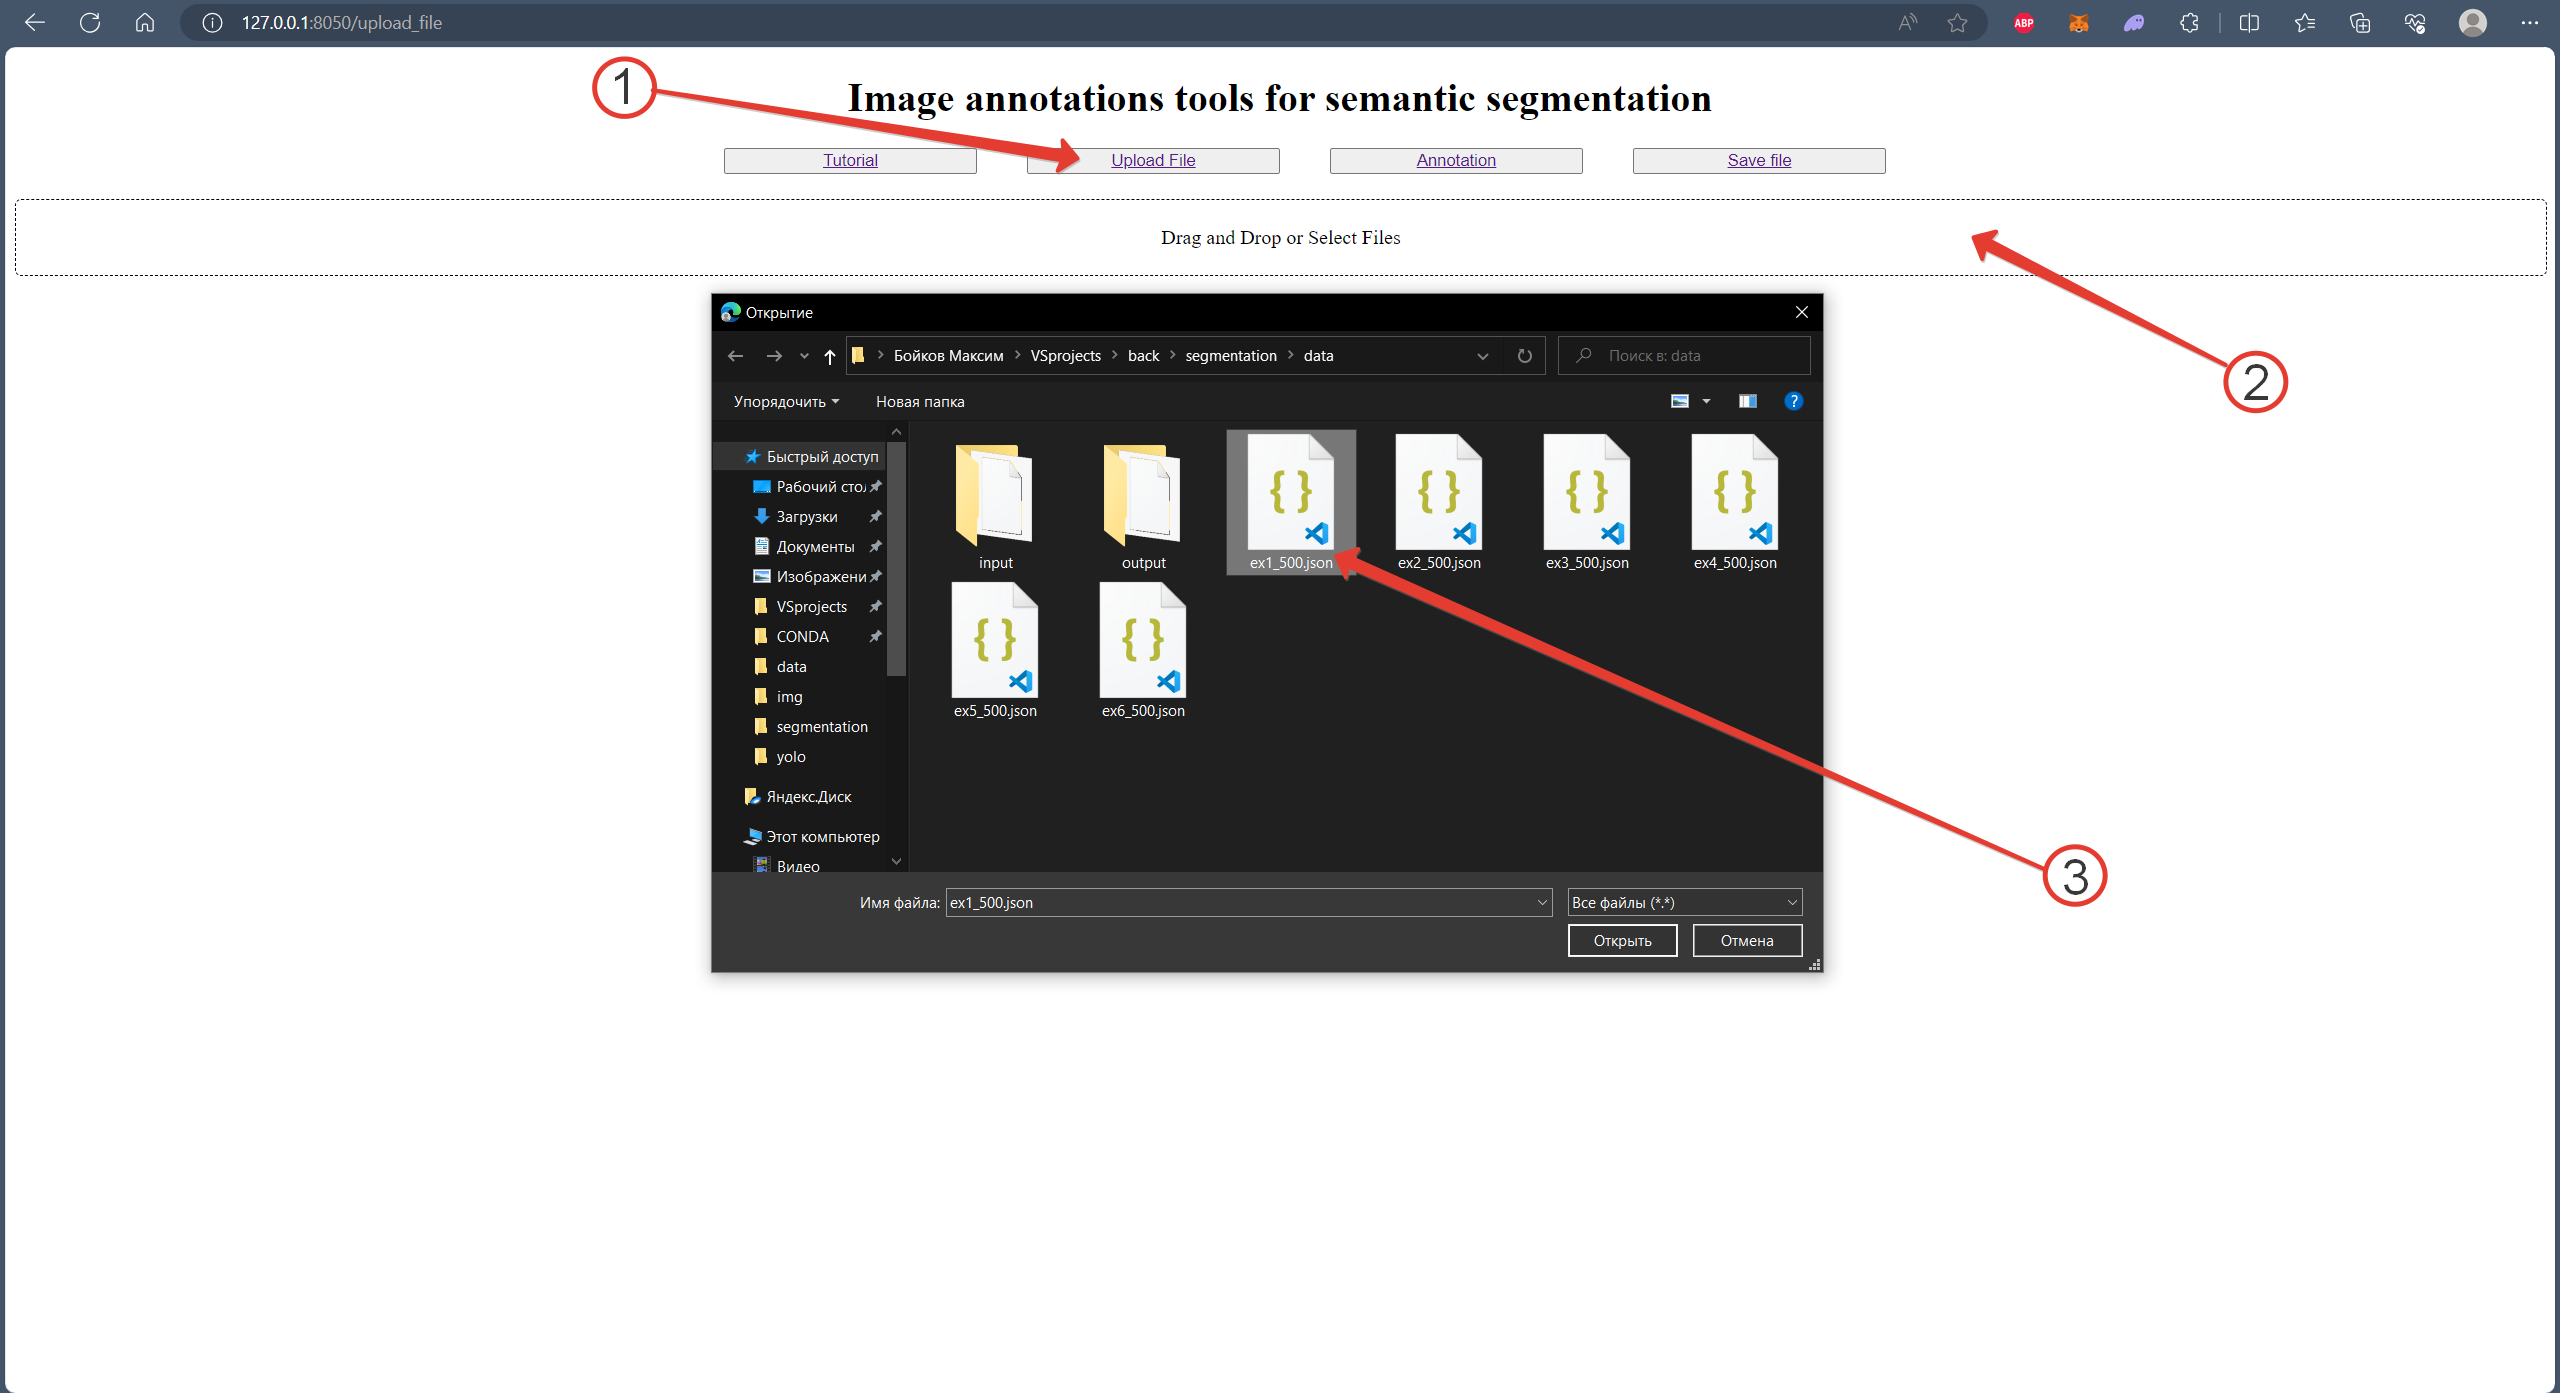 127.0.0.1:8050/upload_file
ABP
1
Image annotations tools for semantic segmentation
Tutorial
Upload File
Annotation
Save file
Drag and Drop or Select Files
2
Открытие
Бойков Максим
VSprojects
back
segmentation
data
Поиск в: data
Упорядочить
Новая папка
?
Быстрый доступ
Рабочий сто
Загрузки
Документы
Изображени
VSprojects
CONDA
data
img
segmentation
yolo
Яндекс.Диск
Этот компьютер
Видео
input
output
ex1_500.json
ex2_500.json
ex3_500.json
ex4_500.json
ex5_500.json
ex6_500.json
3
Имя файла:
ex1_500.json
Все файлы (*.*)
Открыть
Отмена